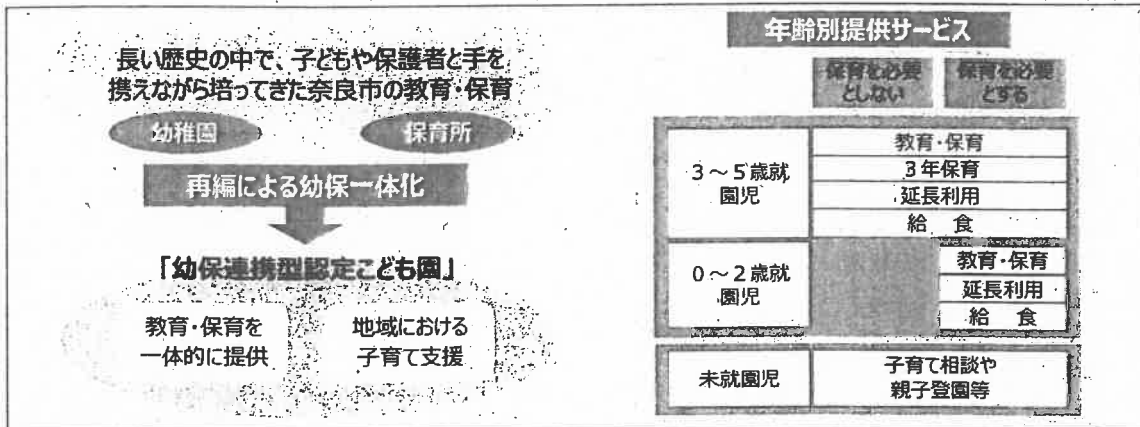 長い歴史の中で、子どもや保護者と手を
携えながら培ってきた奈良市の教育・保育
幼稚園
保育所
再編による幼保一体化
「幼保連携型認定こども園」
教育・保育を
一体的に提供
地域における
子育て支援
年齢別提供サービス
保育を必要
としない
保育を必要
とする
3～5歳就
園児
教育・保育
3年保育
延長利用
給 食
0～2歳就
園児
教育・保育
延長利用
給 食
未就園児
子育て相談や
親子登園等